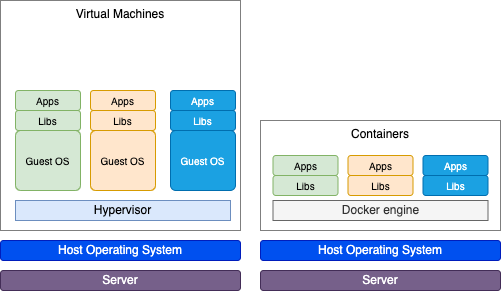 Virtual Machines
Apps Apps Apps
Libs Libs Libs
Guest OS Guest OS Guest OS
Hypervisor
Host Operating System
Server
Containers
Apps Apps Apps
Libs Libs Libs
Docker engine
Host Operating System
Server